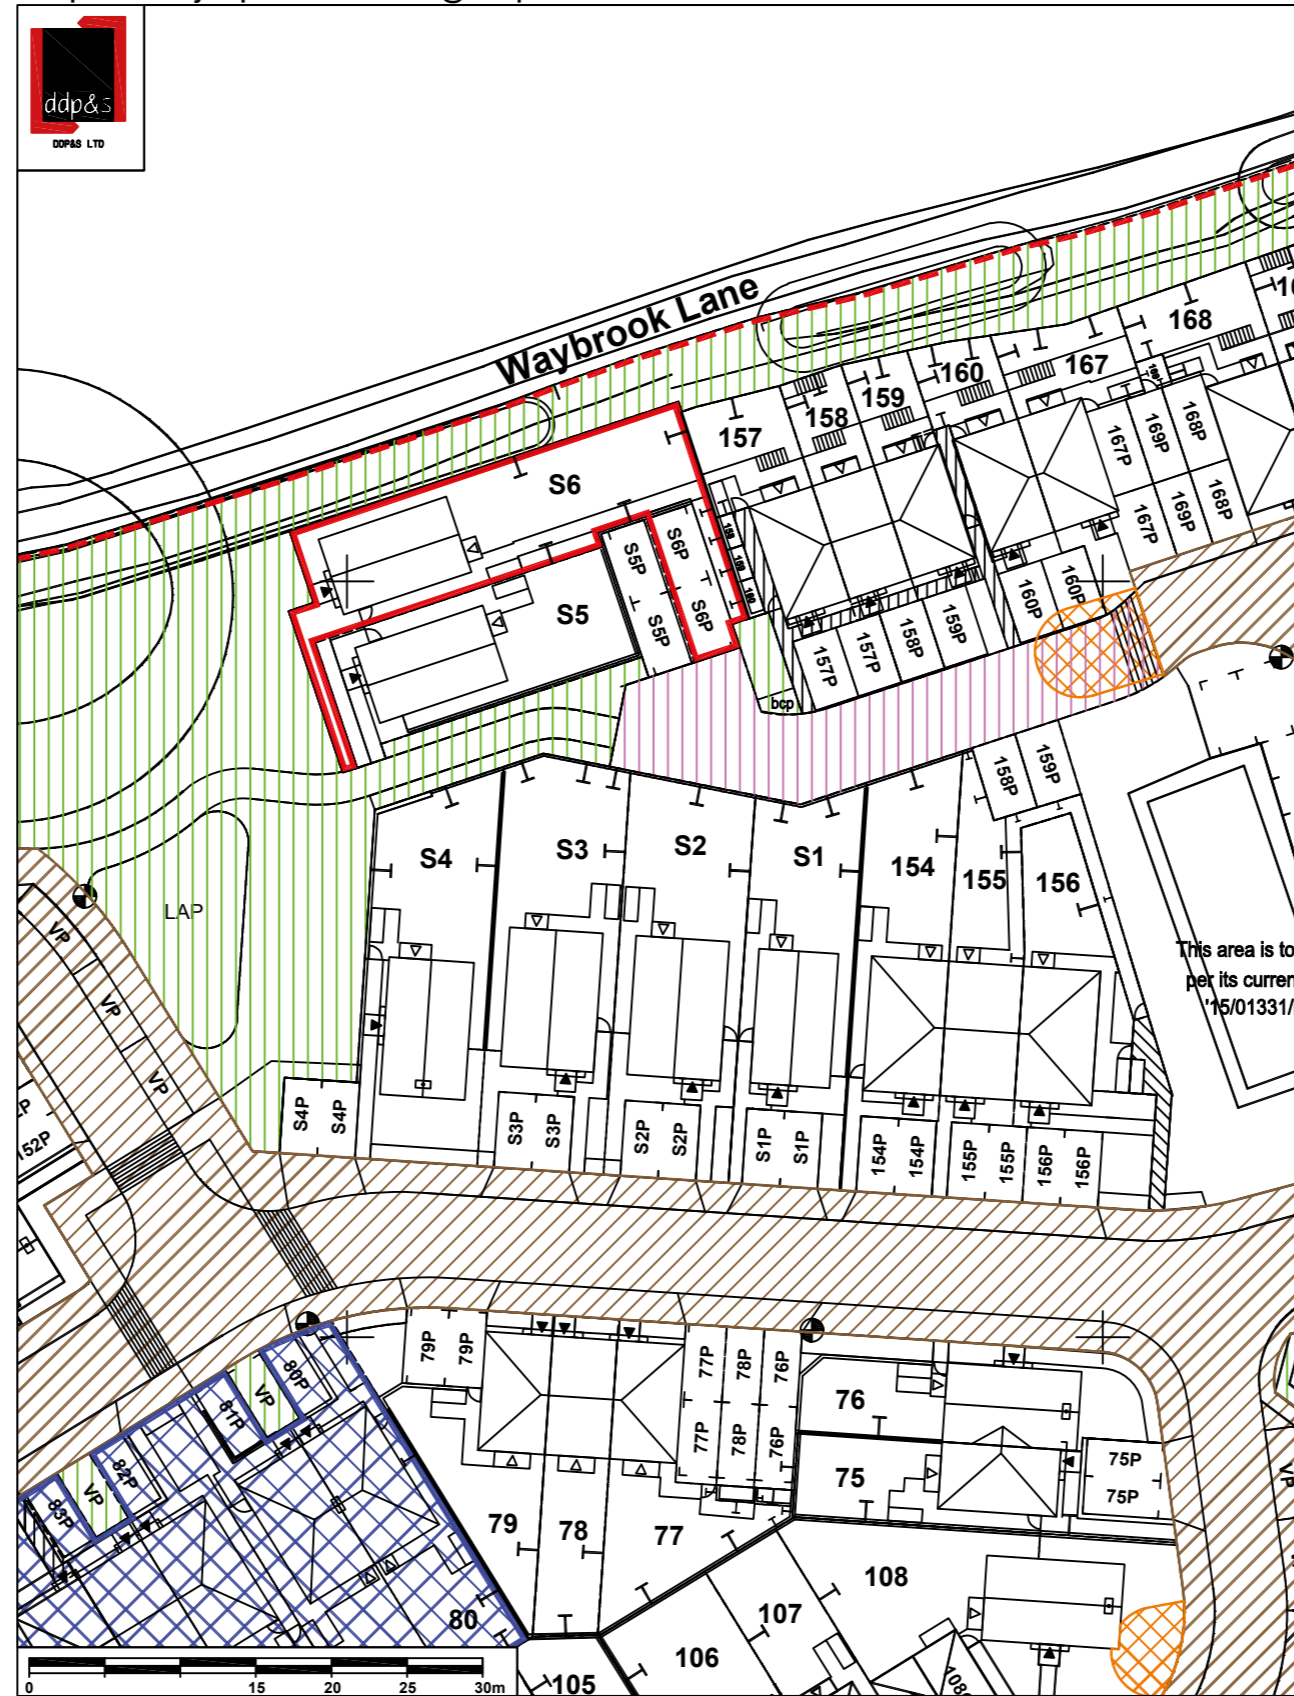 ddp&s
DDP&S LTD
Waybrook Lane
168
167
160
159
158
157
S6
168P
169P
167P
168P
169P
167P
S5P
S6P
S5
S5P
S6P
160P
160P
159P
158P
157P
157P
bcp
158P
159P
S4
S3
S2
S1
154
155
156
LAP
VP
VP
VP
This area is to
per its curren
'15/01331/
152P
S4P
S4P
S3P
S3P
S2P
S2P
S1P
S1P
154P
154P
155P
155P
156P
156P
79P
79P
77P
78P
76P
77P
78P
76P
76
75
75P
75P
80P
VP
81P
82P
VP
83P
VP
79
78
77
80
108
107
106
105
0
15
20
25
30m